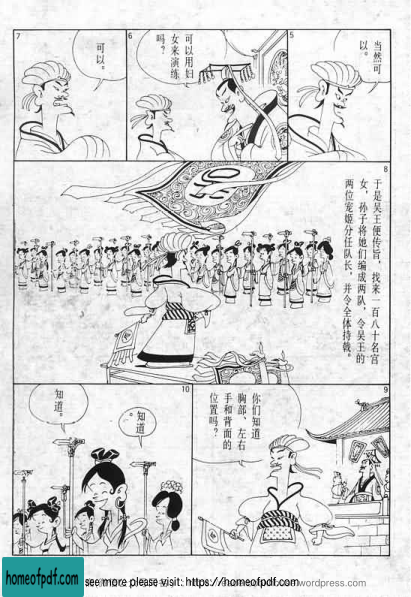 5
当然可
以。
6
可以用妇
女来演练
吗？
7
可以。
8
于是吴王便传旨，找来一百八十名宫
女，孙子将她们编成两队，令吴王的
两位宠姬分任队长，并令全体持戟。
9
你们知道
胸部、左右
手和背面的
位置吗？
10
知道。
知道。
homeofpdf.com
see more please visit: https://homeofpdf.com